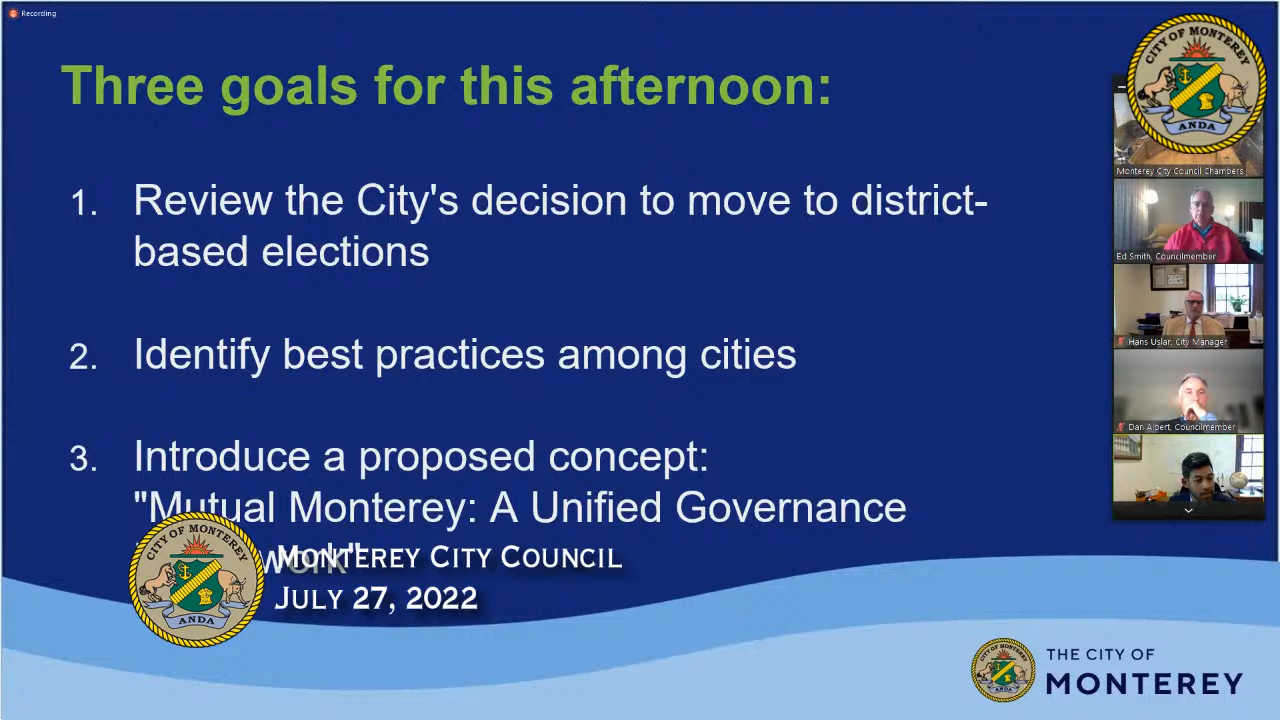 Recording
Three goals for this afternoon:
1. Review the City's decision to move to district-
based elections
2. Identify best practices among cities
3. Introduce a proposed concept:
"Mutual Monterey: A Unified Governance
work"
MONTEREY CITY COUNCIL
JULY 27, 2022
CITY OF MONTEREY
ANDA
CITY OF MONTEREY
ANDA
Monterey City Council Chambers
Ed Smith, Councilmember
Hans Uslar, City Manager
Dan Albert, Councilmember
THE CITY OF
MONTEREY